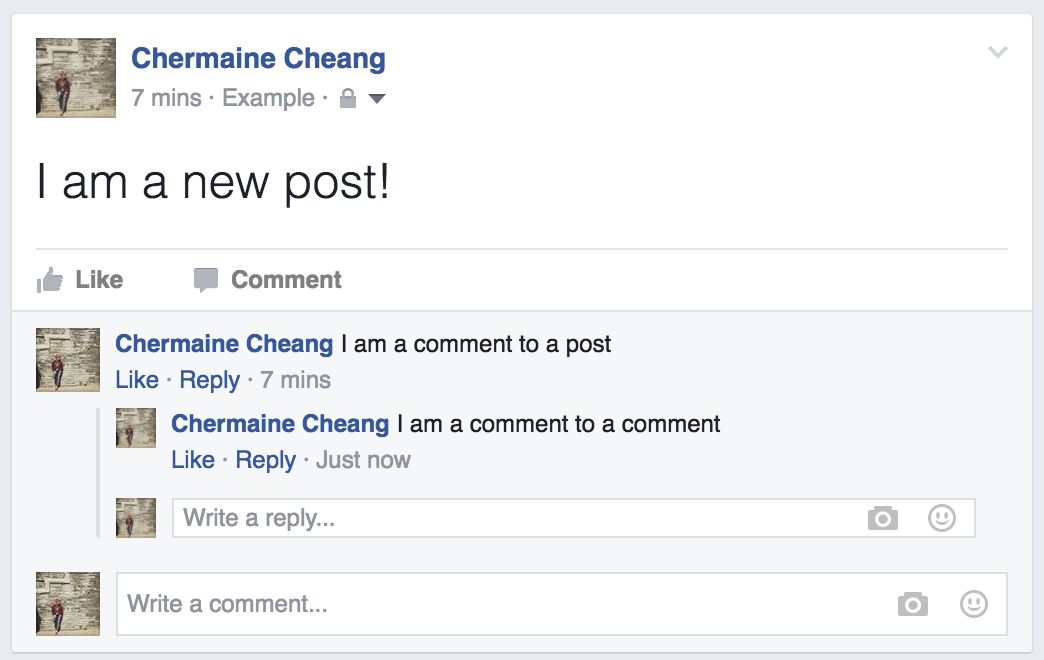 Chermaine Cheang
7 mins · Example ·
I am a new post!
Like Comment
Chermaine Cheang I am a comment to a post
Like · Reply · 7 mins
Chermaine Cheang I am a comment to a comment
Like · Reply · Just now
Write a reply...
Write a comment...